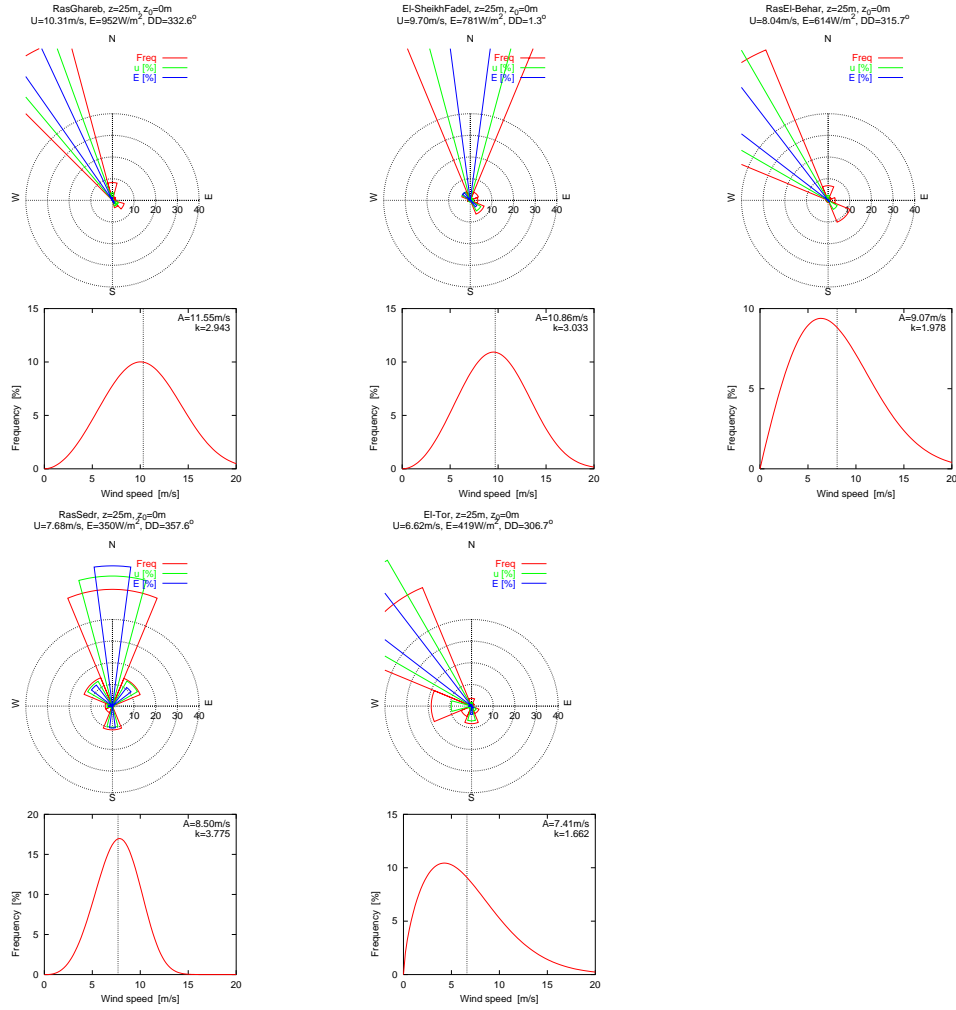 RasGhareb, z=25m, z0=0m
U=10.31m/s, E=952W/m², DD=332.6°
N
Freq
u [%]
E [%]
W
E
10 20 30 40
S
15
10
5
0
Frequency [%]
A=11.55m/s
k=2.943
0 5 10 15 20
Wind speed [m/s]
El-SheikhFadel, z=25m, z0=0m
U=9.70m/s, E=781W/m², DD=1.3°
N
Freq
u [%]
E [%]
W
E
10 20 30 40
S
15
10
5
0
Frequency [%]
A=10.86m/s
k=3.033
0 5 10 15 20
Wind speed [m/s]
RasEl-Behar, z=25m, z0=0m
U=8.04m/s, E=614W/m², DD=315.7°
N
Freq
u [%]
E [%]
W
E
10 20 30 40
S
10
5
0
Frequency [%]
A=9.07m/s
k=1.978
0 5 10 15 20
Wind speed [m/s]
RasSedr, z=25m, z0=0m
U=7.68m/s, E=350W/m², DD=357.6°
N
Freq
u [%]
E [%]
W
E
10 20 30 40
S
20
15
10
5
0
Frequency [%]
A=8.50m/s
k=3.775
0 5 10 15 20
Wind speed [m/s]
El-Tor, z=25m, z0=0m
U=6.62m/s, E=419W/m², DD=306.7°
N
Freq
u [%]
E [%]
W
E
10 20 30 40
S
15
10
5
0
Frequency [%]
A=7.41m/s
k=1.662
0 5 10 15 20
Wind speed [m/s]